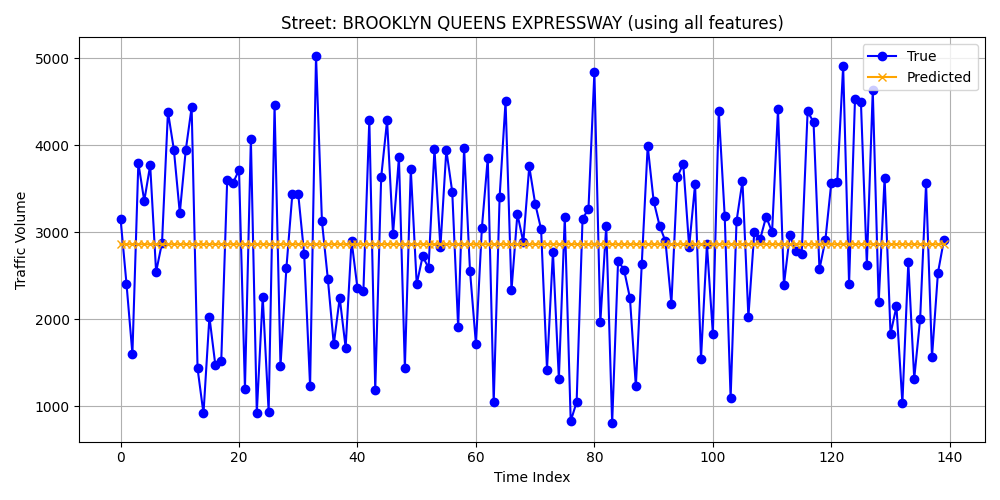 Street: BROOKLYN QUEENS EXPRESSWAY (using all features)
True
Predicted
Traffic Volume
5000
4000
3000
2000
1000
0 20 40 60 80 100 120 140
Time Index